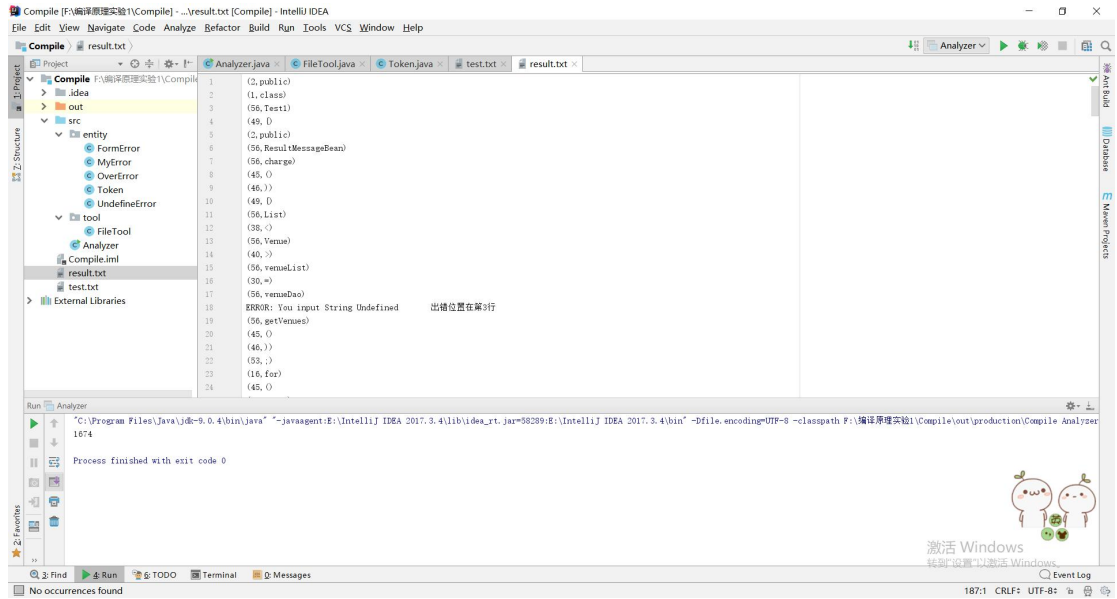 Compile [F:\编译原理实验1\Compile] - ...\result.txt [Compile] - IntelliJ IDEA
File Edit View Navigate Code Analyze Refactor Build Run Tools VCS Window Help
Compile result.txt Analyzer
Project Analyzer.java FileTool.java Token.java test.txt result.txt
1: Project
Z: Structure
2: Favorites
Compile F:\编译原理实验1\Compile
.idea
out
src
entity
FormError
MyError
OverError
Token
UndefineError
tool
FileTool
Analyzer
Compile.iml
result.txt
test.txt
External Libraries
1 (2,public)
2 (1,class)
3 (56,Test1)
4 (49,{)
5 (2,public)
6 (56,ResultMessageBean)
7 (56,charge)
8 (45,()
9 (46,))
10 (49,{)
11 (56,List)
12 (38,<)
13 (56,Venue)
14 (40,>)
15 (56,venueList)
16 (30,=)
17 (56,venueDao)
18 ERROR: You input String Undefined 出错位置在第3行
19 (56,getVenues)
20 (45,()
21 (46,))
22 (53,;)
23 (16,for)
24 (45,()
Ant Build
Database
Maven Projects
Run Analyzer
"C:\Program Files\Java\jdk-9.0.4\bin\java" "-javaagent:E:\IntelliJ IDEA 2017.3.4\lib\idea_rt.jar=58289:E:\IntelliJ IDEA 2017.3.4\bin" -Dfile.encoding=UTF-8 -classpath F:\编译原理实验1\Compile\out\production\Compile Analyzer
1674
Process finished with exit code 0
激活 Windows
转到"设置"以激活 Windows。
3: Find 4: Run 6: TODO Terminal 0: Messages Event Log
No occurrences found 187:1 CRLF UTF-8